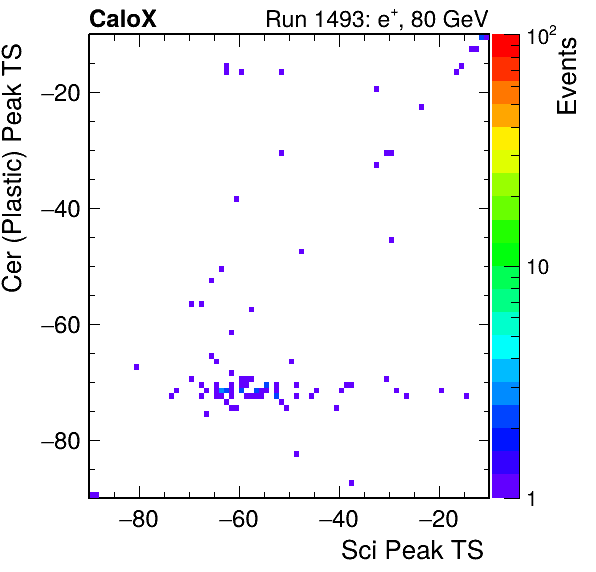 CaloX Run 1493: e⁺, 80 GeV
Cer (Plastic) Peak TS
−20
−40
−60
−80
−80 −60 −40 −20
Sci Peak TS
10²
10
1
Events